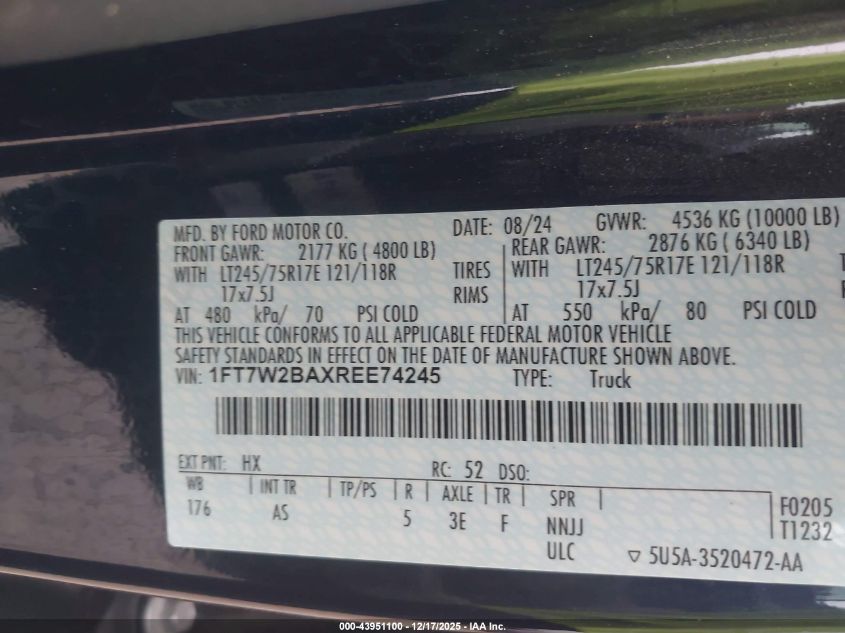 MFD. BY FORD MOTOR CO. DATE: 08/24 GVWR: 4536 KG (10000 LB)
FRONT GAWR: 2177 KG ( 4800 LB) REAR GAWR: 2876 KG ( 6340 LB)
WITH LT245/75R17E 121/118R TIRES WITH LT245/75R17E 121/118R
17x7.5J RIMS 17x7.5J
AT 480 kPa/ 70 PSI COLD AT 550 kPa/ 80 PSI COLD
THIS VEHICLE CONFORMS TO ALL APPLICABLE FEDERAL MOTOR VEHICLE
SAFETY STANDARDS IN EFFECT ON THE DATE OF MANUFACTURE SHOWN ABOVE.
VIN: 1FT7W2BAXREE74245 TYPE: Truck
EXT PNT: HX RC: 52 DSO:
WB INT TR TP/PS R AXLE TR SPR F0205
176 AS 5 3E F NNJJ T1232
ULC 5U5A-3520472-AA
000-43951100 - 12/17/2025 - IAA Inc.